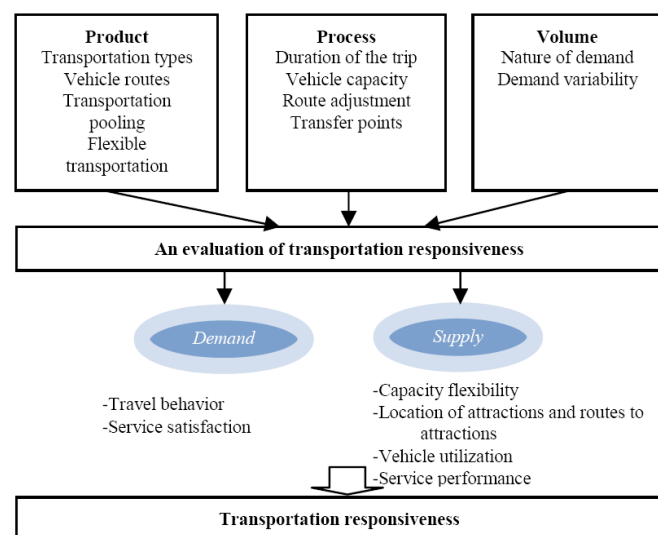 Product
Transportation types
Vehicle routes
Transportation
pooling
Flexible
transportation
Process
Duration of the trip
Vehicle capacity
Route adjustment
Transfer points
Volume
Nature of demand
Demand variability
An evaluation of transportation responsiveness
Demand
Supply
-Travel behavior
-Service satisfaction
-Capacity flexibility
-Location of attractions and routes to
attractions
-Vehicle utilization
-Service performance
Transportation responsiveness